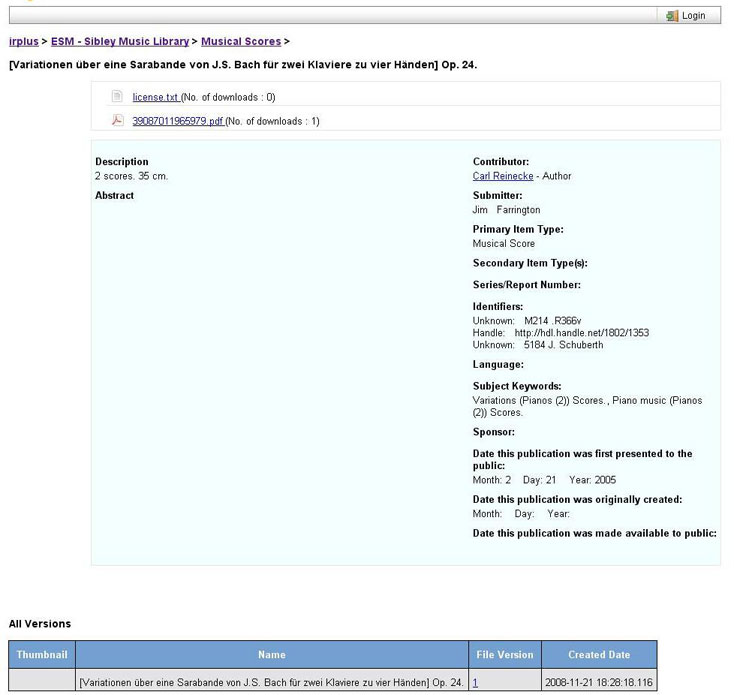 Login
irplus > ESM - Sibley Music Library > Musical Scores >
[Variationen über eine Sarabande von J.S. Bach für zwei Klaviere zu vier Händen] Op. 24.
license.txt (No. of downloads : 0)
39087011965979.pdf (No. of downloads : 1)
Description
2 scores. 35 cm.
Abstract
Contributor:
Carl Reinecke - Author
Submitter:
Jim Farrington
Primary Item Type:
Musical Score
Secondary Item Type(s):
Series/Report Number:
Identifiers:
Unknown: M214 .R366v
Handle: http://hdl.handle.net/1802/1353
Unknown: 5184 J. Schuberth
Language:
Subject Keywords:
Variations (Pianos (2)) Scores. , Piano music (Pianos
(2)) Scores.
Sponsor:
Date this publication was first presented to the
public:
Month: 2 Day: 21 Year: 2005
Date this publication was originally created:
Month: Day: Year:
Date this publication was made available to public:
All Versions
Thumbnail Name File Version Created Date
[Variationen über eine Sarabande von J.S. Bach für zwei Klaviere zu vier Händen] Op. 24. 1 2008-11-21 18:28:18.116